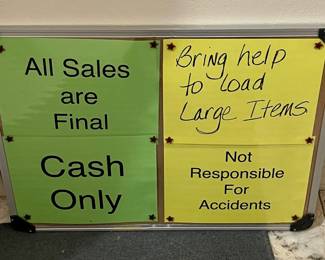 All Sales
are
Final
Cash
Only
Bring help
to load
Large Items
Not
Responsible
For
Accidents